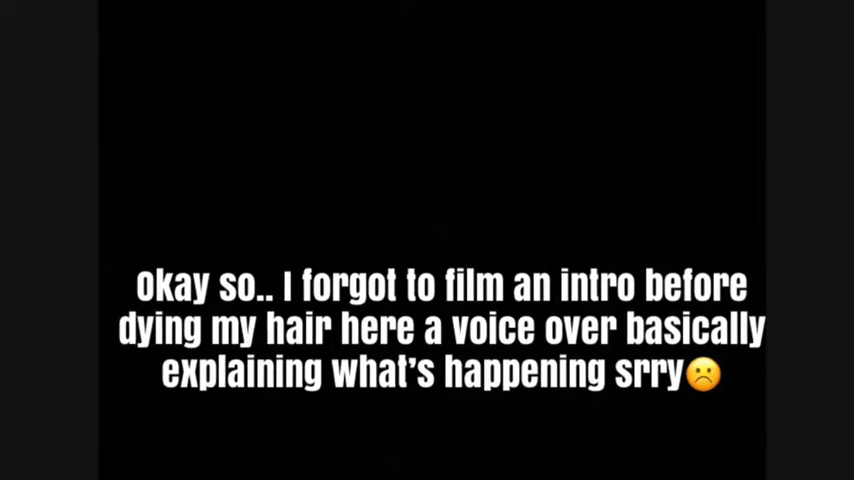 Okay so.. I forgot to film an intro before
dying my hair here a voice over basically
explaining what's happening srry☹️